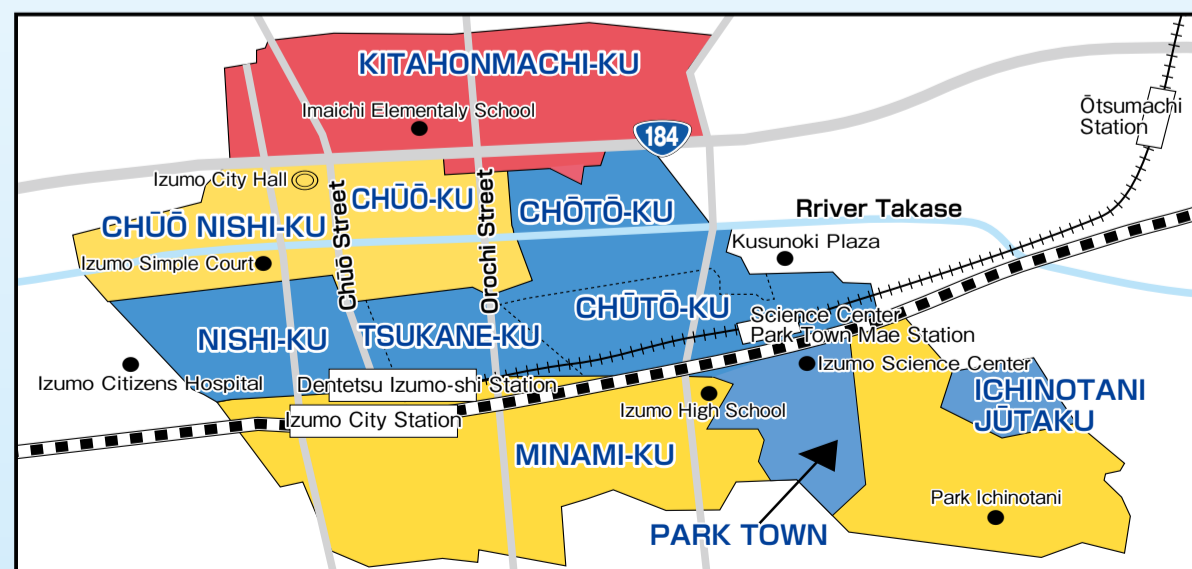 KITAHONMACHI-KU
Imaichi Elementaly School
Ōtsumachi
Station
184
Izumo City Hall
CHŪŌ-KU
CHŌTŌ-KU
CHŪŌ NISHI-KU
Rriver Takase
Kusunoki Plaza
Izumo Simple Court
Chūō Street
Orochi Street
CHŪTŌ-KU
Science Center
Park Town Mae Station
NISHI-KU
TSUKANE-KU
Izumo Science Center
Izumo Citizens Hospital
Dentetsu Izumo-shi Station
ICHINOTANI
JŪTAKU
Izumo High School
Izumo City Station
MINAMI-KU
Park Ichinotani
PARK TOWN